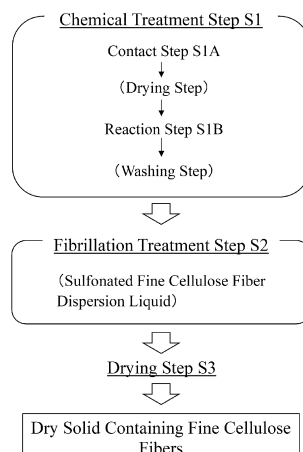 Chemical Treatment Step S1
Contact Step S1A
(Drying Step)
Reaction Step S1B
(Washing Step)
Fibrillation Treatment Step S2
(Sulfonated Fine Cellulose Fiber
Dispersion Liquid)
Drying Step S3
Dry Solid Containing Fine Cellulose
Fibers